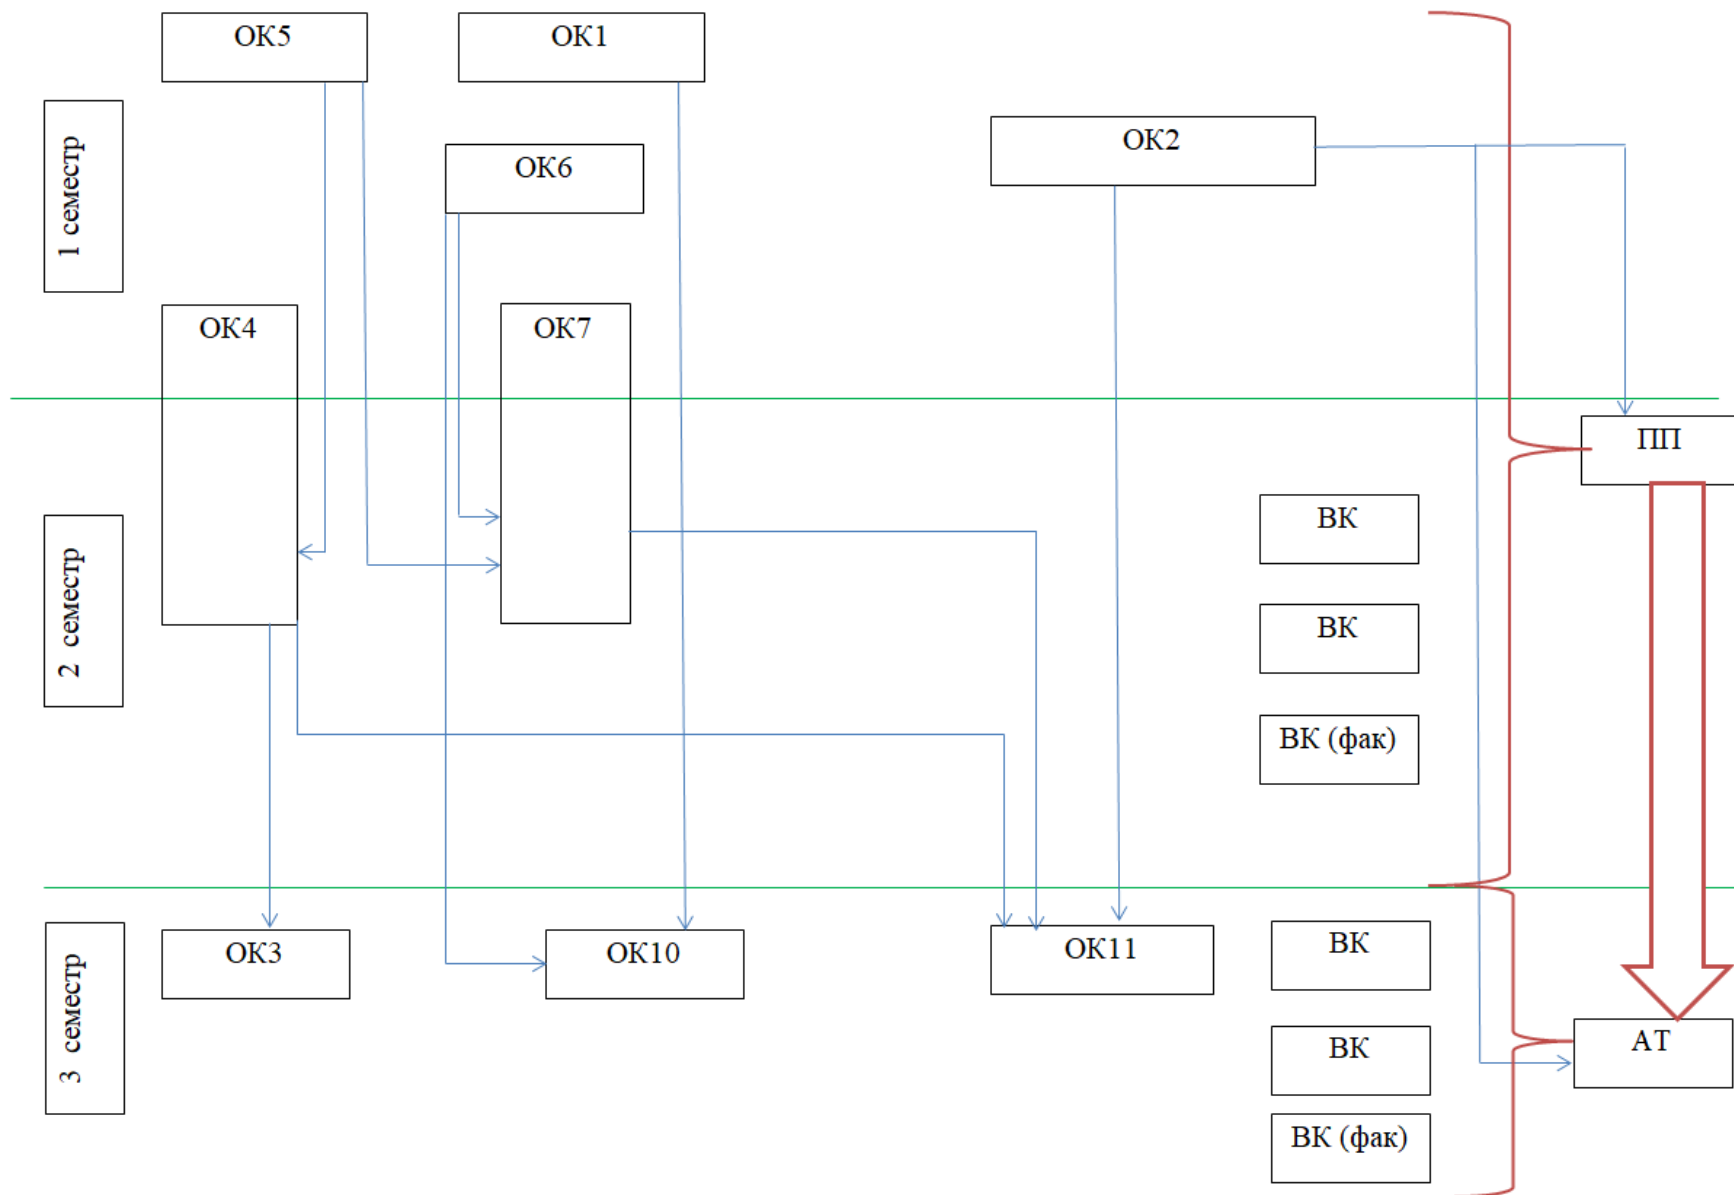 ОК5
ОК1
1 семестр
ОК2
ОК6
ОК4
ОК7
ПП
2 семестр
ВК
ВК
ВК (фак)
3 семестр
ОК3
ОК10
ОК11
ВК
ВК
АТ
ВК (фак)